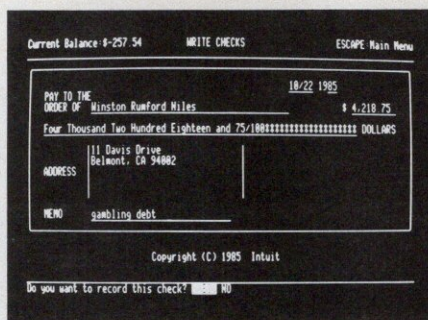 Current Balance:$-257.54 WRITE CHECKS ESCAPE-Main Menu
10/22 1985
PAY TO THE
ORDER OF Winston Rumford Miles $ 4,218.75
Four Thousand Two Hundred Eighteen and 75/100‡‡‡‡‡‡‡‡‡‡‡‡‡‡‡‡‡‡‡‡ DOLLARS
11 Davis Drive
Belmont, CA 94002
ADDRESS
MEMO gambling debt
Copyright (C) 1985 Intuit
Do you want to record this check? NO